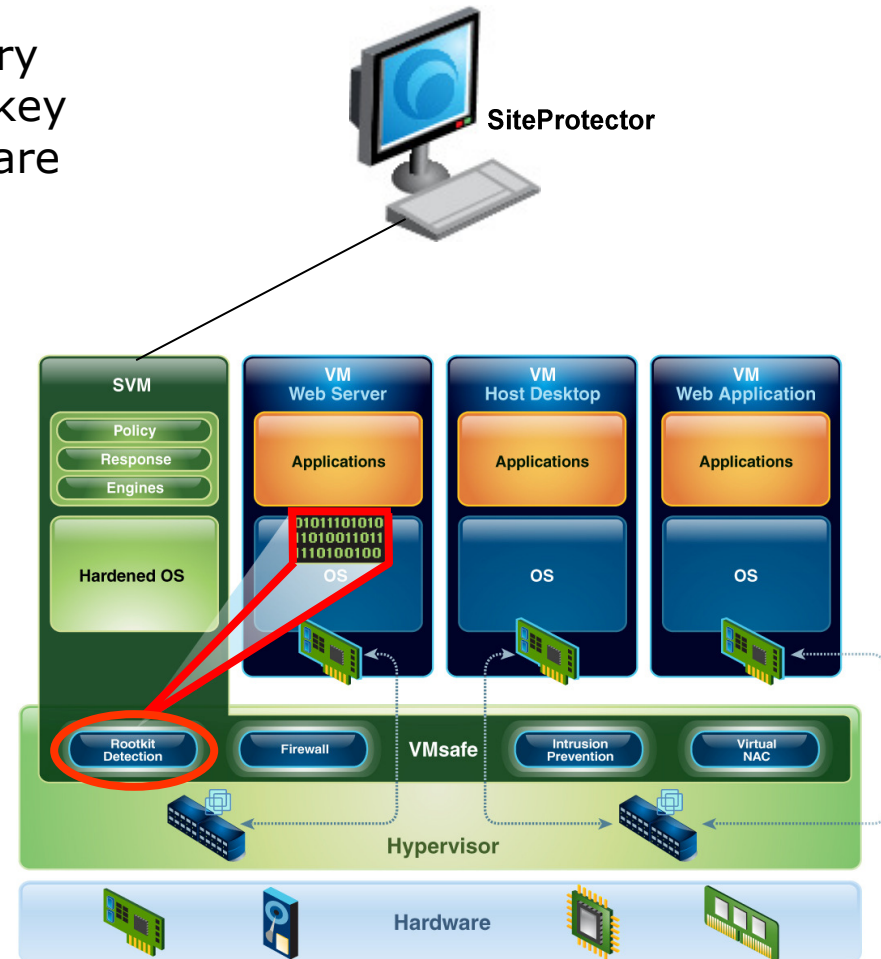 ry
key
are
SiteProtector
SVM
Policy
Response
Engines
Hardened OS
VM
Web Server
Applications
01011101010
11010011011
1110100100
OS
VM
Host Desktop
Applications
OS
VM
Web Application
Applications
OS
Rootkit
Detection
Firewall
VMsafe
Intrusion
Prevention
Virtual
NAC
Hypervisor
Hardware